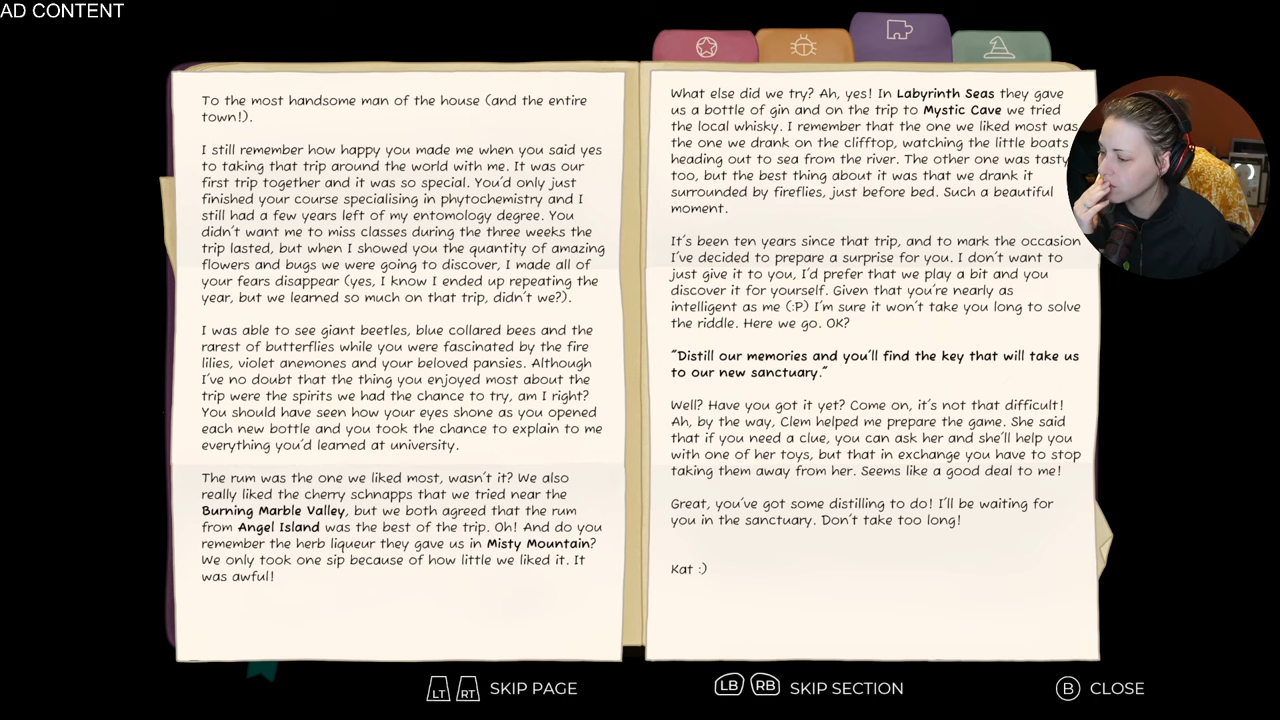 AD CONTENT
To the most handsome man of the house (and the entire
town!).
I still remember how happy you made me when you said yes
to taking that trip around the world with me. It was our
first trip together and it was so special. You'd only just
finished your course specialising in phytochemistry and I
still had a few years left of my entomology degree. You
didn't want me to miss classes during the three weeks the
trip lasted, but when I showed you the quantity of amazing
flowers and bugs we were going to discover, I made all of
your fears disappear (yes, I know I ended up repeating the
year, but we learned so much on that trip, didn't we?).
I was able to see giant beetles, blue collared bees and the
rarest of butterflies while you were fascinated by the fire
lilies, violet anemones and your beloved pansies. Although
I've no doubt that the thing you enjoyed most about the
trip were the spirits we had the chance to try, am I right?
You should have seen how your eyes shone as you opened
each new bottle and you took the chance to explain to me
everything you'd learned at university.
The rum was the one we liked most, wasn't it? We also
really liked the cherry schnapps that we tried near the
Burning Marble Valley, but we both agreed that the rum
from Angel Island was the best of the trip. Oh! And do you
remember the herb liqueur they gave us in Misty Mountain?
We only took one sip because of how little we liked it. It
was awful!
What else did we try? Ah, yes! In Labyrinth Seas they gave
us a bottle of gin and on the trip to Mystic Cave we tried
the local whisky. I remember that the one we liked most was
the one we drank on the clifftop, watching the little boats
heading out to sea from the river. The other one was tasty
too, but the best thing about it was that we drank it
surrounded by fireflies, just before bed. Such a beautiful
moment.
It's been ten years since that trip, and to mark the occasion
I've decided to prepare a surprise for you. I don't want to
just give it to you, I'd prefer that we play a bit and you
discover it for yourself. Given that you're nearly as
intelligent as me (:P) I'm sure it won't take you long to solve
the riddle. Here we go. OK?
"Distill our memories and you'll find the key that will take us
to our new sanctuary."
Well? Have you got it yet? Come on, it's not that difficult!
Ah, by the way, Clem helped me prepare the game. She said
that if you need a clue, you can ask her and she'll help you
with one of her toys, but that in exchange you have to stop
taking them away from her. Seems like a good deal to me!
Great, you've got some distilling to do! I'll be waiting for
you in the sanctuary. Don't take too long!
Kat :)
LT RT SKIP PAGE
LB RB SKIP SECTION
B CLOSE